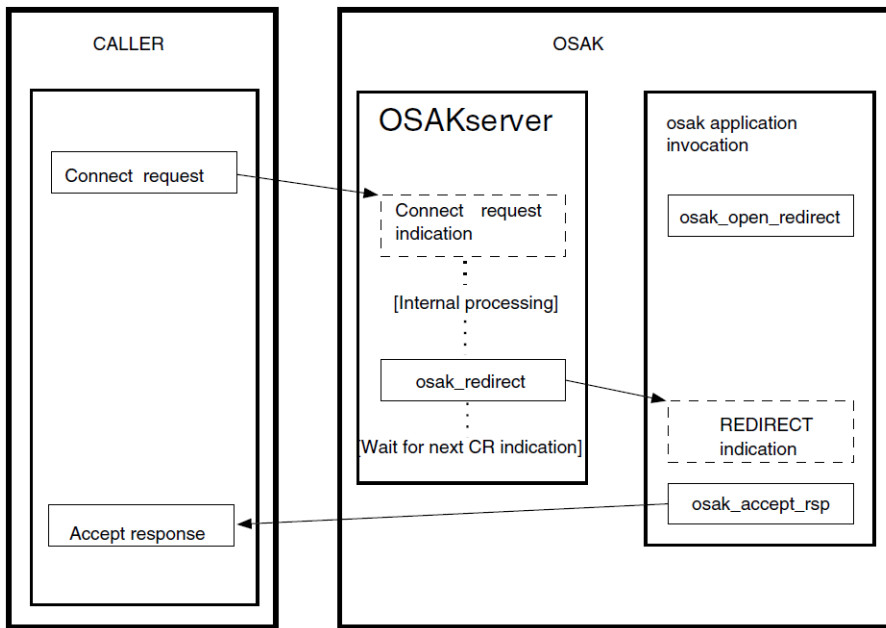 CALLER
Connect request
Accept response
OSAK
OSAKserver
Connect request
indication
[Internal processing]
osak_redirect
[Wait for next CR indication]
osak application
invocation
osak_open_redirect
REDIRECT
indication
osak_accept_rsp